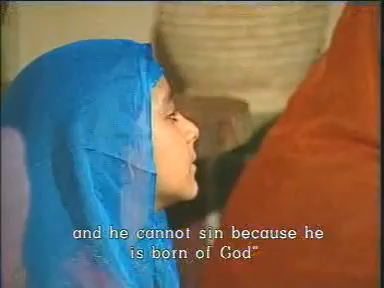 and he cannot sin because he
is born of God"